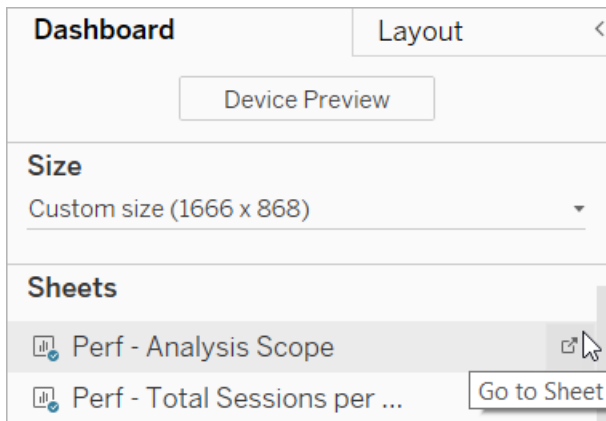 Dashboard Layout
Device Preview
Size
Custom size (1666 x 868)
Sheets
Perf - Analysis Scope
Go to Sheet
Perf - Total Sessions per ...